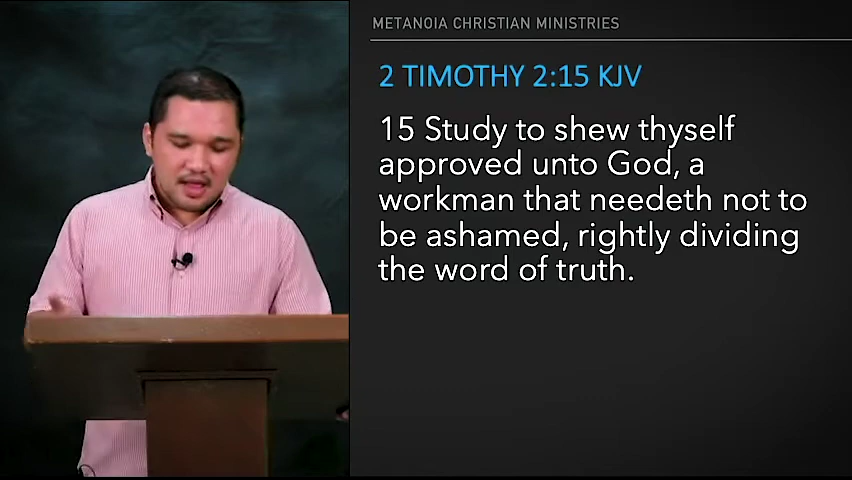 METANOIA CHRISTIAN MINISTRIES
2 TIMOTHY 2:15 KJV
15 Study to shew thyself
approved unto God, a
workman that needeth not to
be ashamed, rightly dividing
the word of truth.